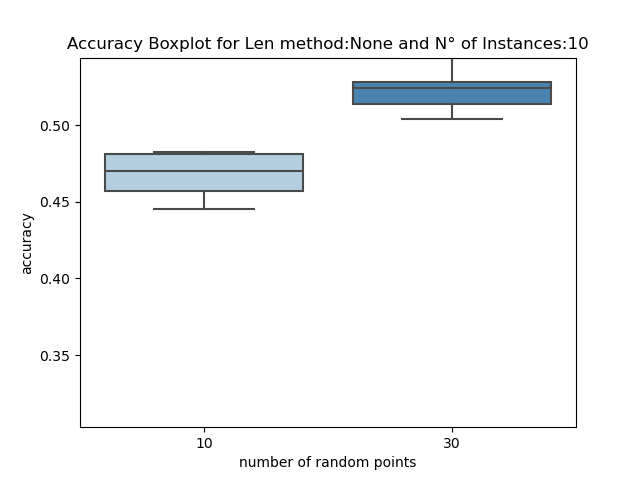 Accuracy Boxplot for Len method:None and N° of Instances:10
accuracy
0.50
0.45
0.40
0.35
10
30
number of random points